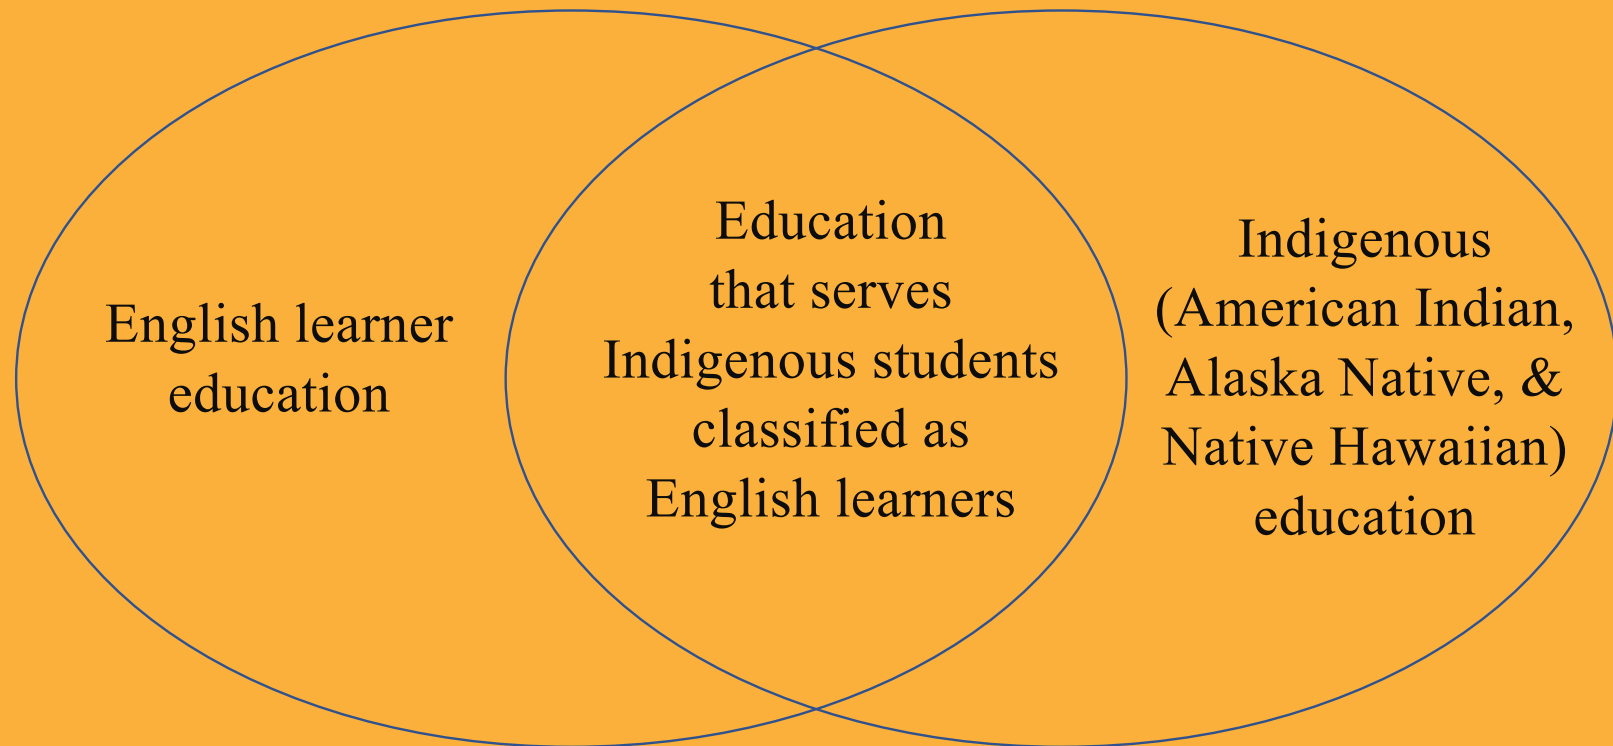 English learner
education
Education
that serves
Indigenous students
classified as
English learners
Indigenous
(American Indian,
Alaska Native, &
Native Hawaiian)
education